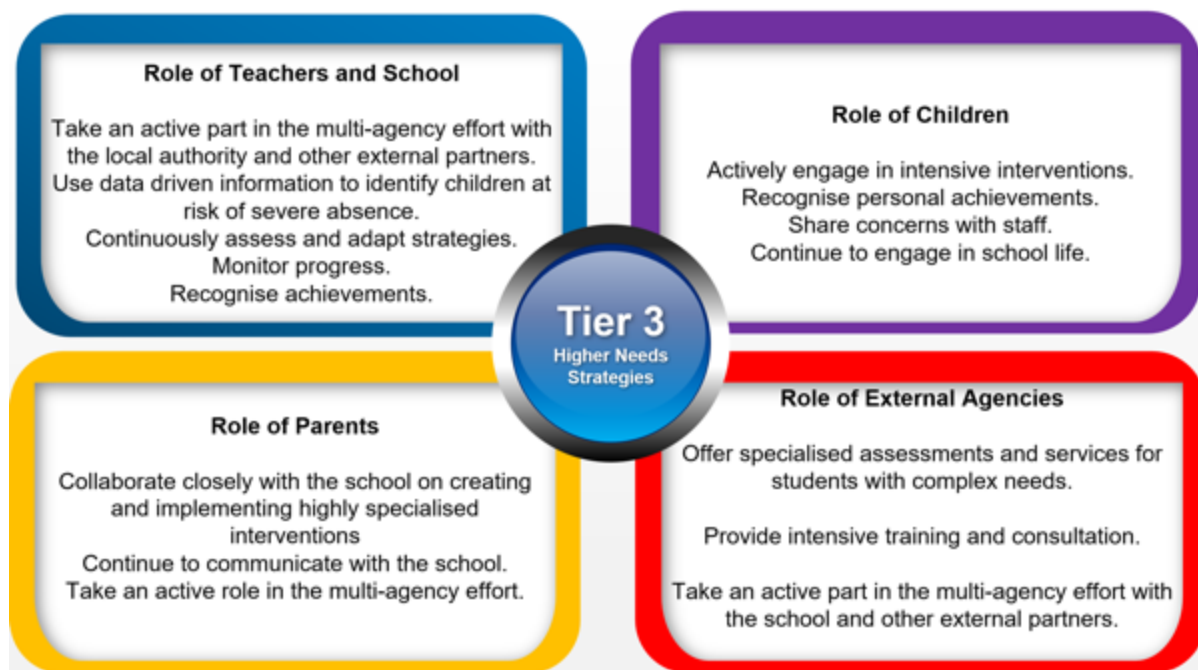 Role of Teachers and School
Take an active part in the multi-agency effort with
the local authority and other external partners.
Use data driven information to identify children at
risk of severe absence.
Continuously assess and adapt strategies.
Monitor progress.
Recognise achievements.
Role of Children
Actively engage in intensive interventions.
Recognise personal achievements.
Share concerns with staff.
Continue to engage in school life.
Tier 3
Higher Needs
Strategies
Role of Parents
Collaborate closely with the school on creating
and implementing highly specialised
interventions
Continue to communicate with the school.
Take an active role in the multi-agency effort.
Role of External Agencies
Offer specialised assessments and services for
students with complex needs.
Provide intensive training and consultation.
Take an active part in the multi-agency effort with
the school and other external partners.